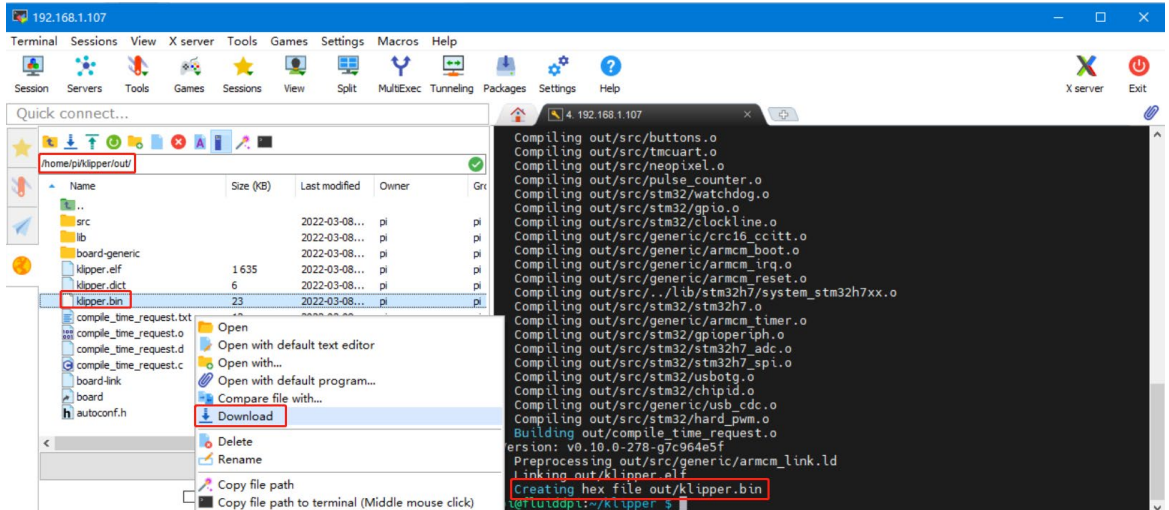 192.168.1.107
Terminal Sessions View X server Tools Games Settings Macros Help
Session Servers Tools Games Sessions View Split MultiExec Tunneling Packages Settings Help X server Exit
Quick connect...
4. 192.168.1.107
/home/pi/klipper/out/
Name Size (KB) Last modified Owner Grc
..
src 2022-03-08... pi pi
lib 2022-03-08... pi pi
board-generic 2022-03-08... pi pi
klipper.elf 1 635 2022-03-08... pi pi
klipper.dict 6 2022-03-08... pi pi
klipper.bin 23 2022-03-08... pi pi
compile_time_request.txt
compile_time_request.o
compile_time_request.d
compile_time_request.c
board-link
board
autoconf.h
Open
Open with default text editor
Open with...
Open with default program...
Compare file with...
Download
Delete
Rename
Copy file path
Copy file path to terminal (Middle mouse click)
Compiling out/src/buttons.o
Compiling out/src/tmcuart.o
Compiling out/src/neopixel.o
Compiling out/src/pulse_counter.o
Compiling out/src/stm32/watchdog.o
Compiling out/src/stm32/gpio.o
Compiling out/src/stm32/clockline.o
Compiling out/src/generic/crc16_ccitt.o
Compiling out/src/generic/armcm_boot.o
Compiling out/src/generic/armcm_irq.o
Compiling out/src/generic/armcm_reset.o
Compiling out/src/../lib/stm32h7/system_stm32h7xx.o
Compiling out/src/stm32/stm32h7.o
Compiling out/src/generic/armcm_timer.o
Compiling out/src/stm32/gpioperiph.o
Compiling out/src/stm32/stm32h7_adc.o
Compiling out/src/stm32/stm32h7_spi.o
Compiling out/src/stm32/usbotg.o
Compiling out/src/stm32/chipid.o
Compiling out/src/generic/usb_cdc.o
Compiling out/src/stm32/hard_pwm.o
Building out/compile_time_request.o
ersion: v0.10.0-278-g7c964e5f
Preprocessing out/src/generic/armcm_link.ld
Linking out/klipper.elf
Creating hex file out/klipper.bin
i@fluiddpi:~/klipper $